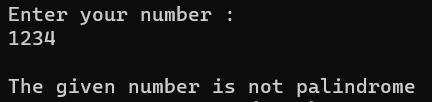 Enter your number :
1234
The given number is not palindrome